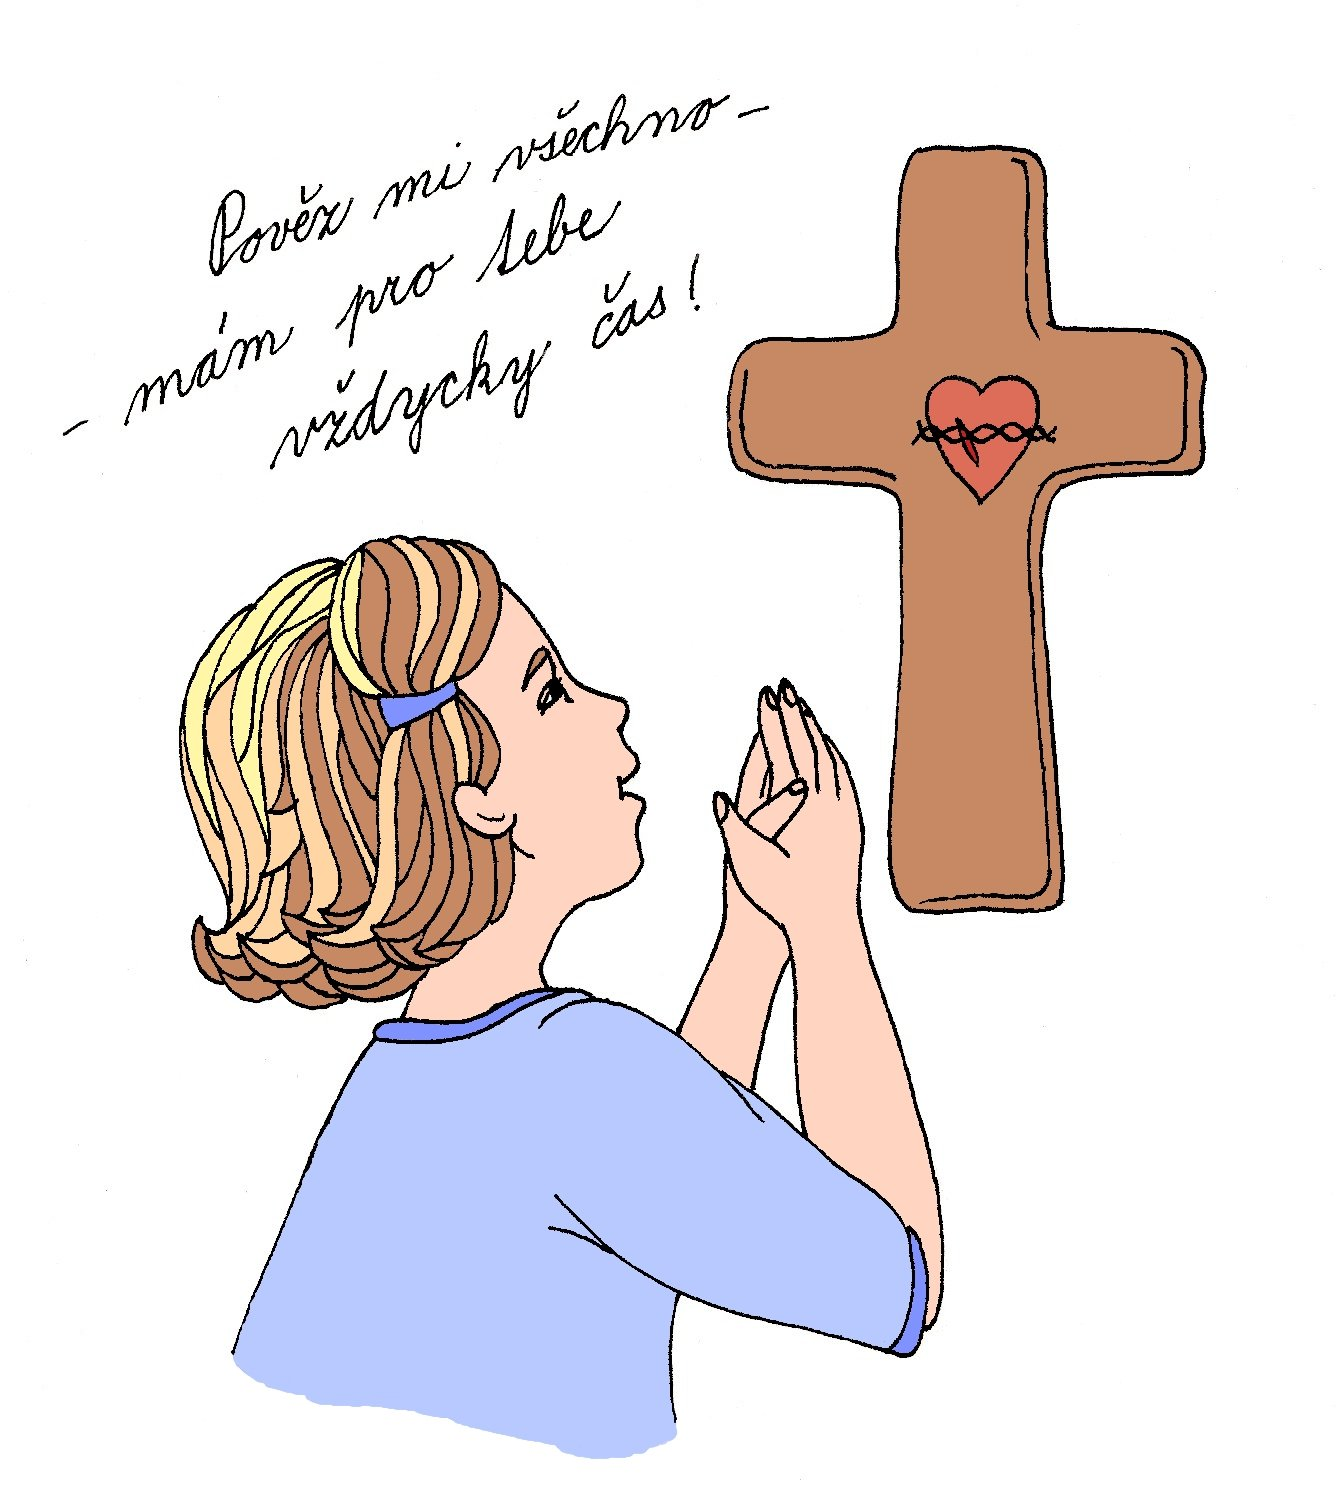 Pověz mi všechno –
– mám pro tebe
vždycky čas!